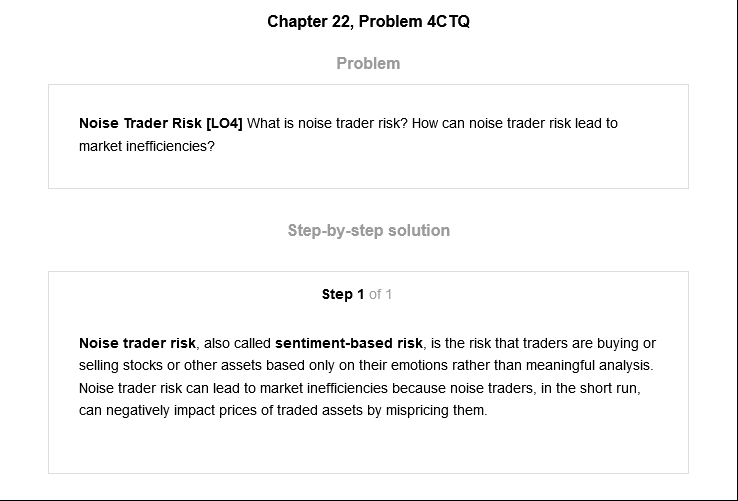 Chapter 22, Problem 4CTQ
Problem
Noise Trader Risk [LO4] What is noise trader risk? How can noise trader risk lead to
market inefficiencies?
Step-by-step solution
Step 1 of 1
Noise trader risk, also called sentiment-based risk, is the risk that traders are buying or
selling stocks or other assets based only on their emotions rather than meaningful analysis.
Noise trader risk can lead to market inefficiencies because noise traders, in the short run,
can negatively impact prices of traded assets by mispricing them.